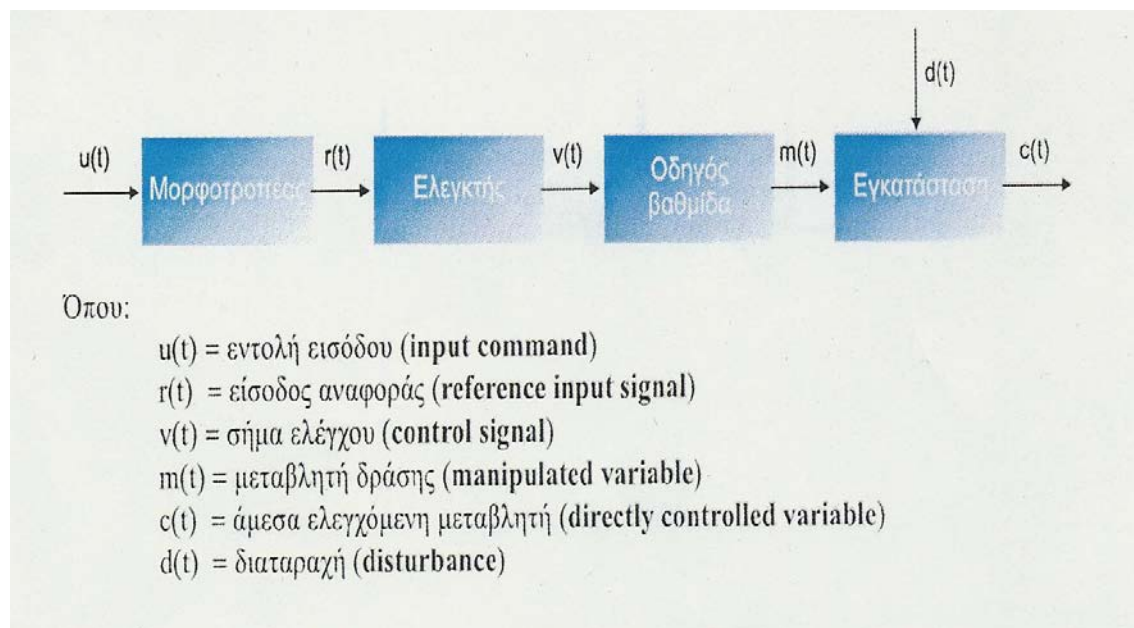 d(t)
u(t)
r(t)
v(t)
m(t)
c(t)
Μορφοτροπέας
Ελεγκτής
Οδηγός
βαθμίδα
Εγκατάσταση
Όπου:
u(t) = εντολή εισόδου (input command)
r(t) = είσοδος αναφοράς (reference input signal)
v(t) = σήμα ελέγχου (control signal)
m(t) = μεταβλητή δράσης (manipulated variable)
c(t) = άμεσα ελεγχόμενη μεταβλητή (directly controlled variable)
d(t) = διαταραχή (disturbance)